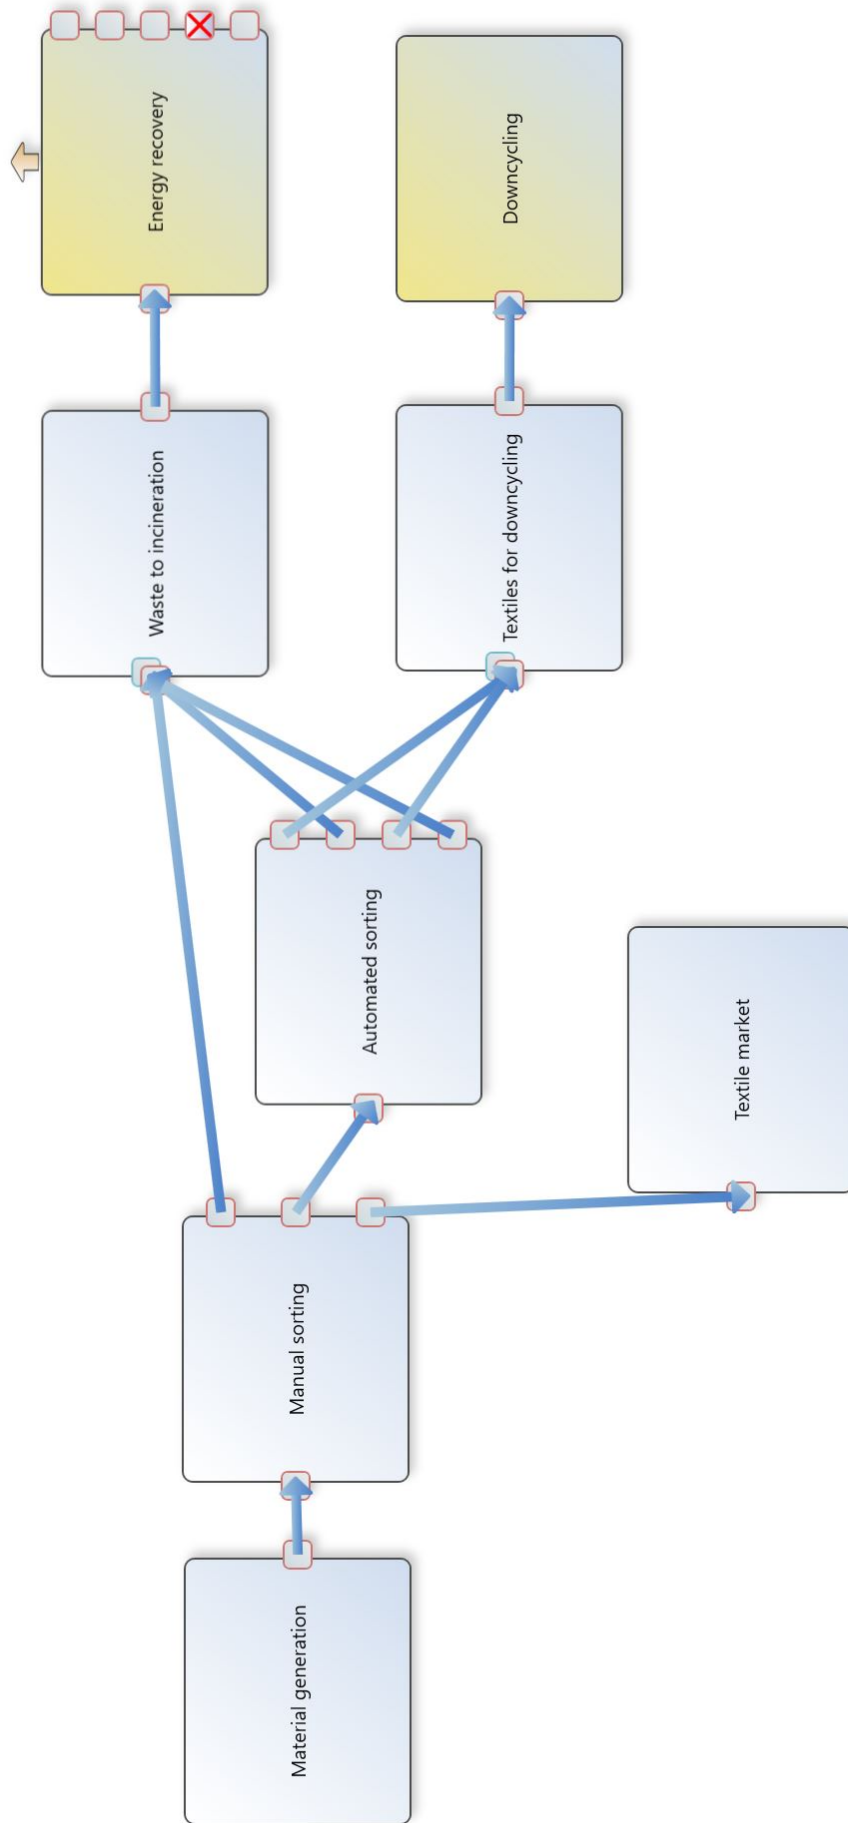 Energy recovery
Downcycling
Waste to incineration
Textiles for downcycling
Automated sorting
Textile market
Manual sorting
Material generation